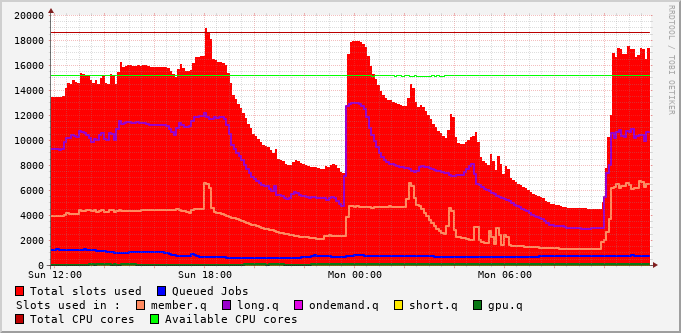 20000
18000
16000
14000
12000
10000
8000
6000
4000
2000
0
Sun 12:00 Sun 18:00 Mon 00:00 Mon 06:00
RRDTOOL / TOBI OETIKER
Total slots used Queued Jobs
Slots used in : member.q long.q ondemand.q short.q gpu.q
Total CPU cores Available CPU cores